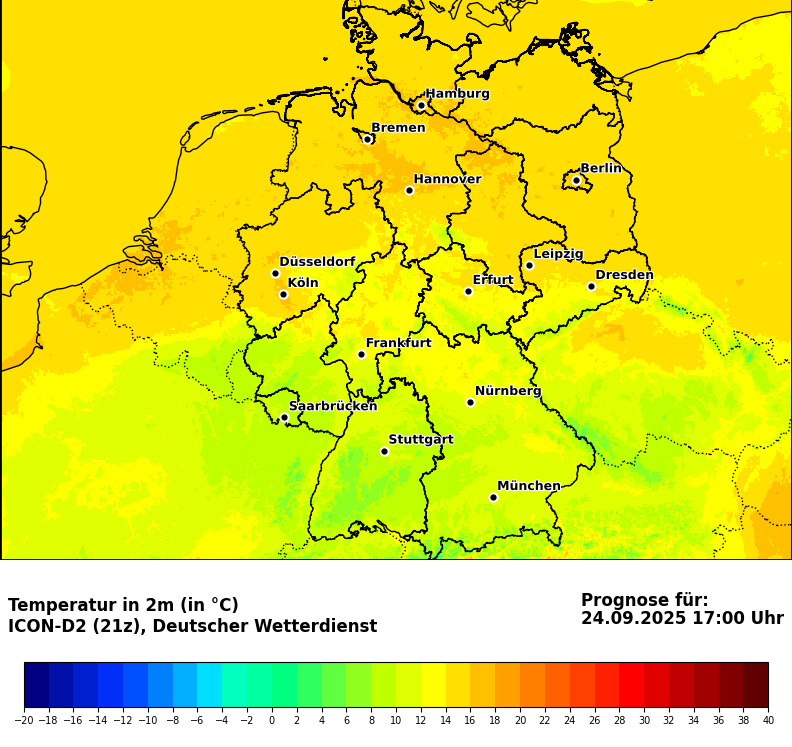 Hamburg
Bremen
Berlin
Hannover
Leipzig
Düsseldorf
Dresden
Köln
Erfurt
Frankfurt
Nürnberg
Saarbrücken
Stuttgart
München
Temperatur in 2m (in °C)
ICON-D2 (21z), Deutscher Wetterdienst
Prognose für:
24.09.2025 17:00 Uhr
−20 −18 −16 −14 −12 −10 −8 −6 −4 −2 0 2 4 6 8 10 12 14 16 18 20 22 24 26 28 30 32 34 36 38 40